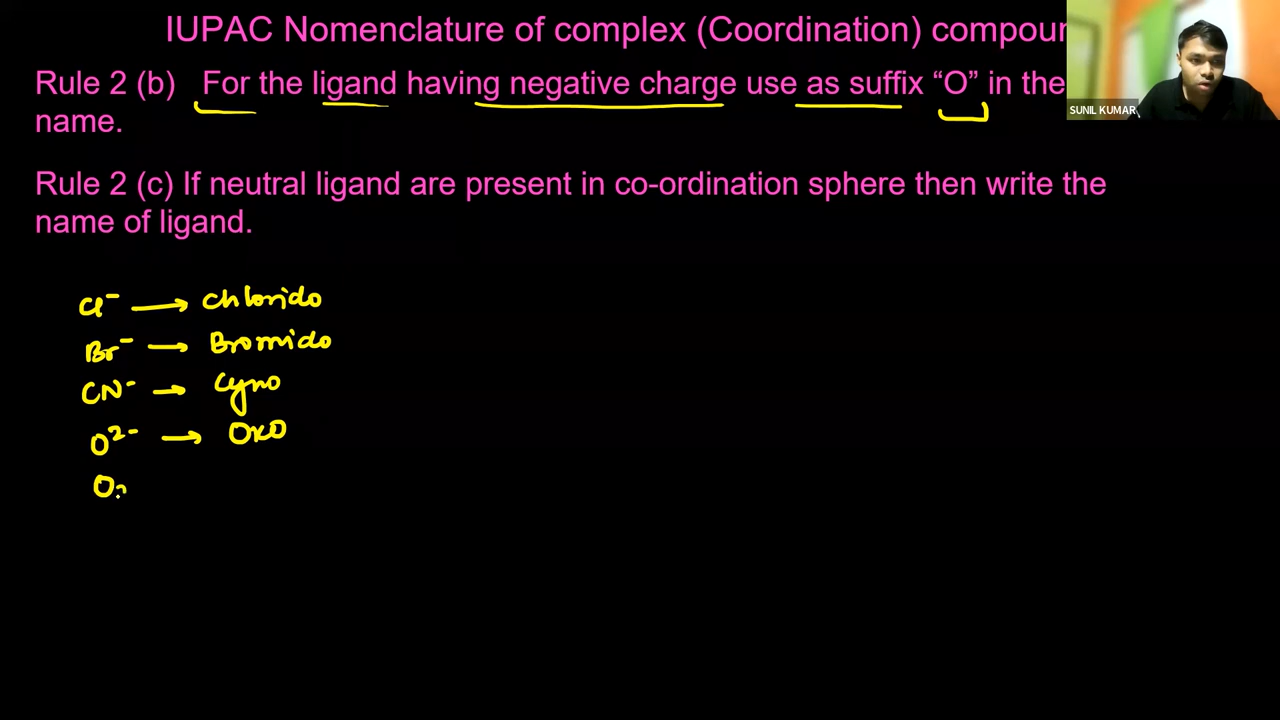 IUPAC Nomenclature of complex (Coordination) compoun
Rule 2 (b) For the ligand having negative charge use as suffix “O” in the
name.
SUNIL KUMAR
Rule 2 (c) If neutral ligand are present in co-ordination sphere then write the
name of ligand.
Cl⁻ → Chlorido
Br⁻ → Bromido
CN⁻ → Cyno
O²⁻ → Oxo
O₂